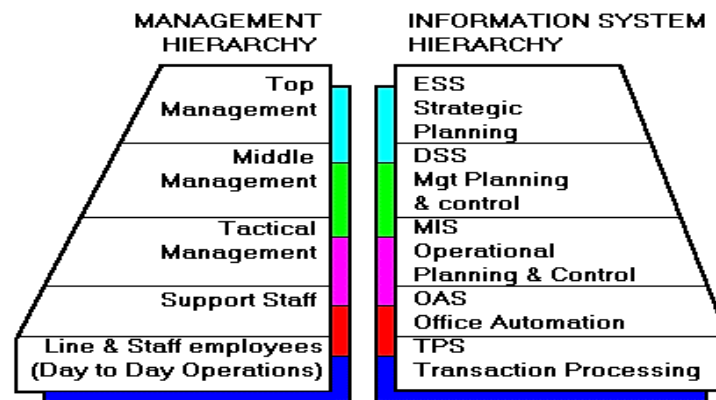 MANAGEMENT
HIERARCHY
Top
Management
Middle
Management
Tactical
Management
Support Staff
Line & Staff employees
(Day to Day Operations)
INFORMATION SYSTEM
HIERARCHY
ESS
Strategic
Planning
DSS
Mgt Planning
& control
MIS
Operational
Planning & Control
OAS
Office Automation
TPS
Transaction Processing